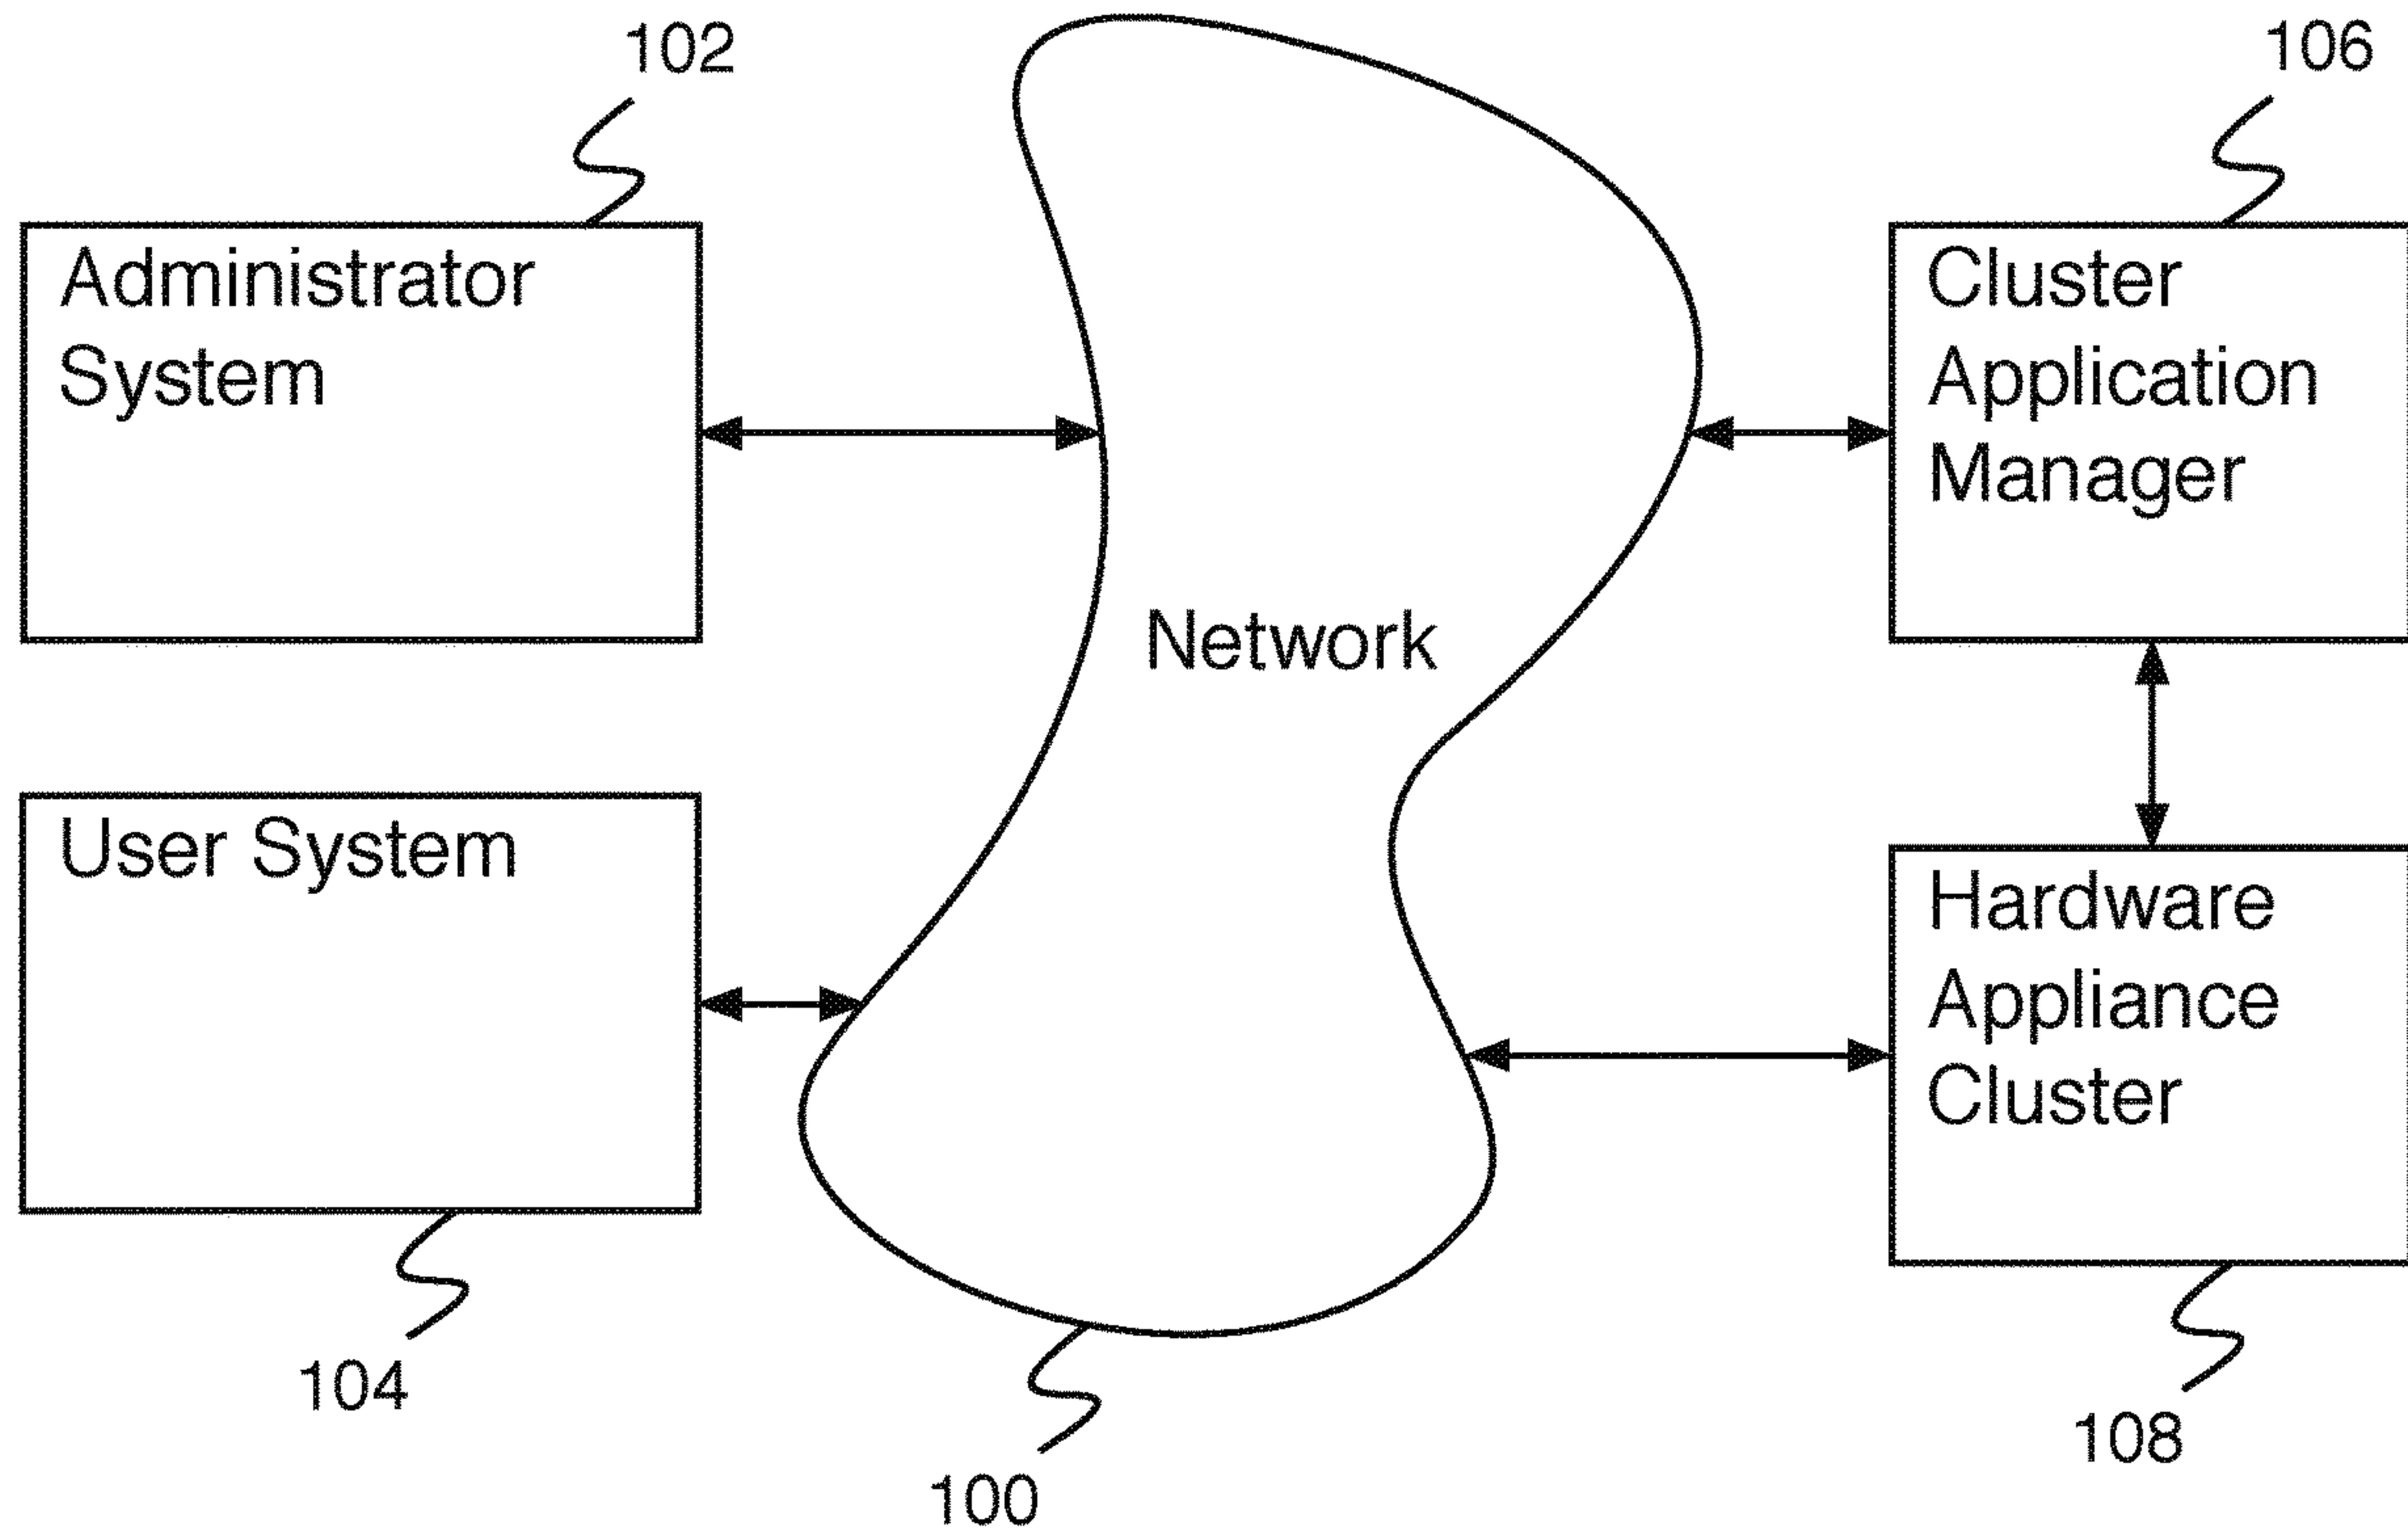 102
106
Administrator
System
Cluster
Application
Manager
Network
User System
Hardware
Appliance
Cluster
104
100
108